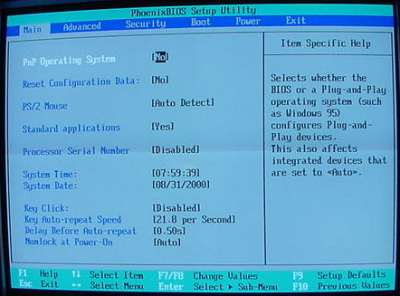 PhoenixBIOS Setup Utility
Main Advanced Security Boot Power Exit
PnP Operating System [No]
Reset Configuration Data: [No]
PS/2 Mouse [Auto Detect]
Standard applications [Yes]
Processor Serial Number [Disabled]
System Time: [07:59:39]
System Date: [08/31/2000]
Key Click: [Disabled]
Key Auto-repeat Speed [21.8 per Second]
Delay Before Auto-repeat [0.50s]
Numlock at Power-On [Auto]
Item Specific Help
Selects whether the
BIOS or a Plug-and-Play
operating system (such
as Windows 95)
configures Plug-and-
Play devices.
This also affects
integrated devices that
are set to <Auto>.
F1 Help ↑↓ Select Item F7/F8 Change Values F9 Setup Defaults
Esc Exit ↔ Select Menu Enter Select ▶ Sub-Menu F10 Previous Values